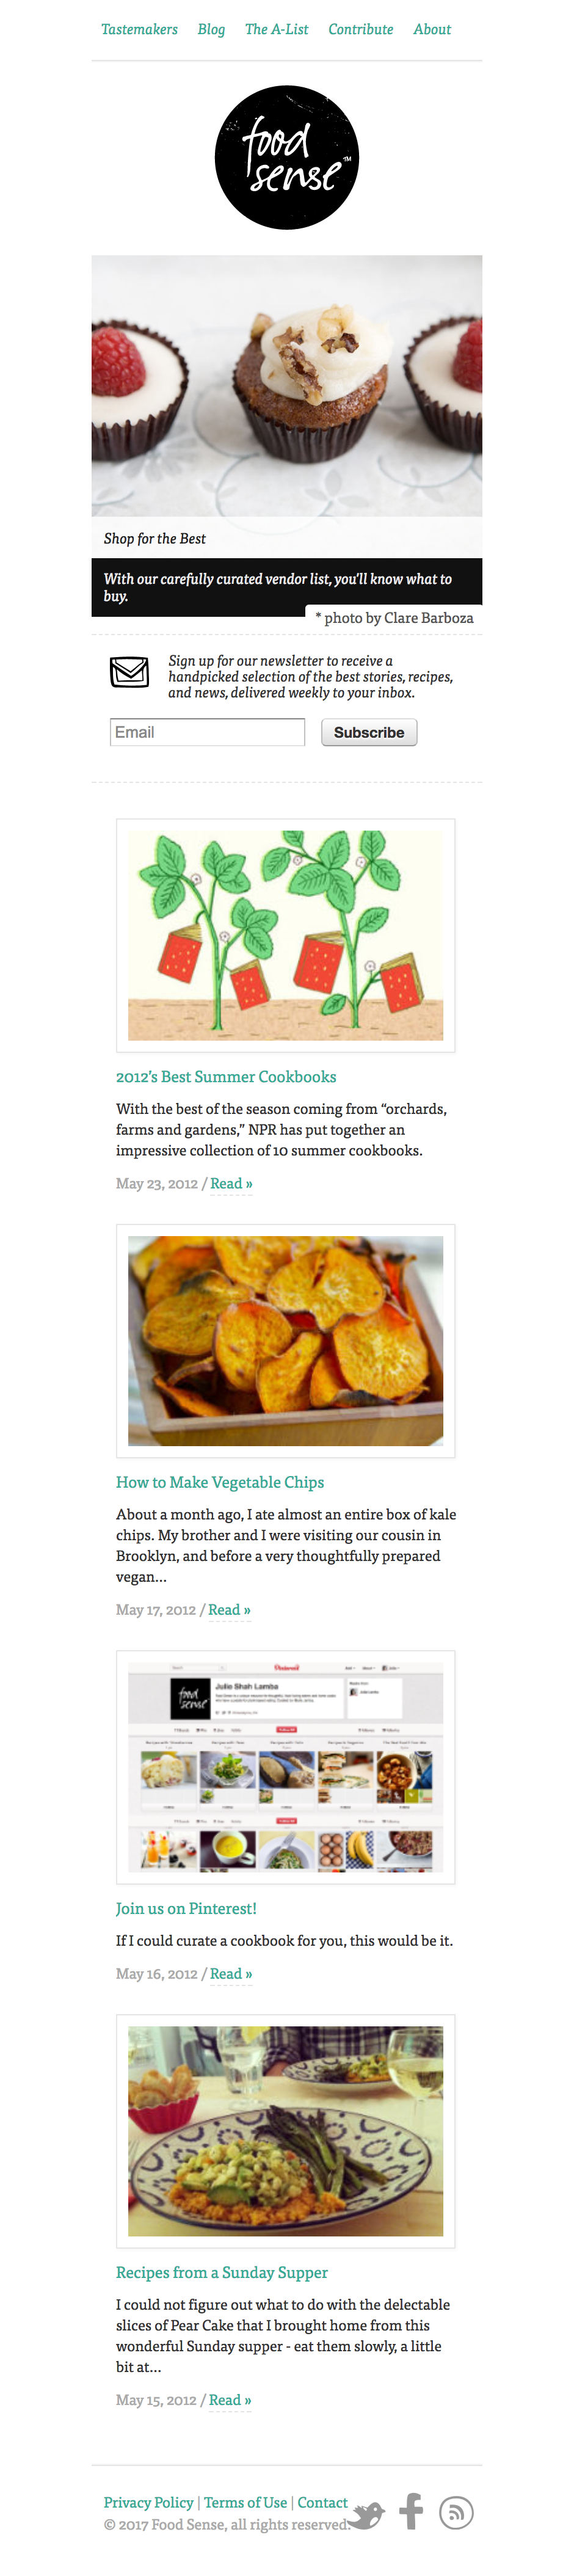 Tastemakers Blog The A-List Contribute About
food
sense™
Shop for the Best
With our carefully curated vendor list, you'll know what to
buy.
* photo by Clare Barboza
Sign up for our newsletter to receive a
handpicked selection of the best stories, recipes,
and news, delivered weekly to your inbox.
Email Subscribe
2012's Best Summer Cookbooks
With the best of the season coming from “orchards,
farms and gardens,” NPR has put together an
impressive collection of 10 summer cookbooks.
May 23, 2012 / Read »
How to Make Vegetable Chips
About a month ago, I ate almost an entire box of kale
chips. My brother and I were visiting our cousin in
Brooklyn, and before a very thoughtfully prepared
vegan...
May 17, 2012 / Read »
Pinterest
Julie Shah Lamba
food
sense
Join us on Pinterest!
If I could curate a cookbook for you, this would be it.
May 16, 2012 / Read »
Recipes from a Sunday Supper
I could not figure out what to do with the delectable
slices of Pear Cake that I brought home from this
wonderful Sunday supper - eat them slowly, a little
bit at...
May 15, 2012 / Read »
Privacy Policy | Terms of Use | Contact
© 2017 Food Sense, all rights reserved.